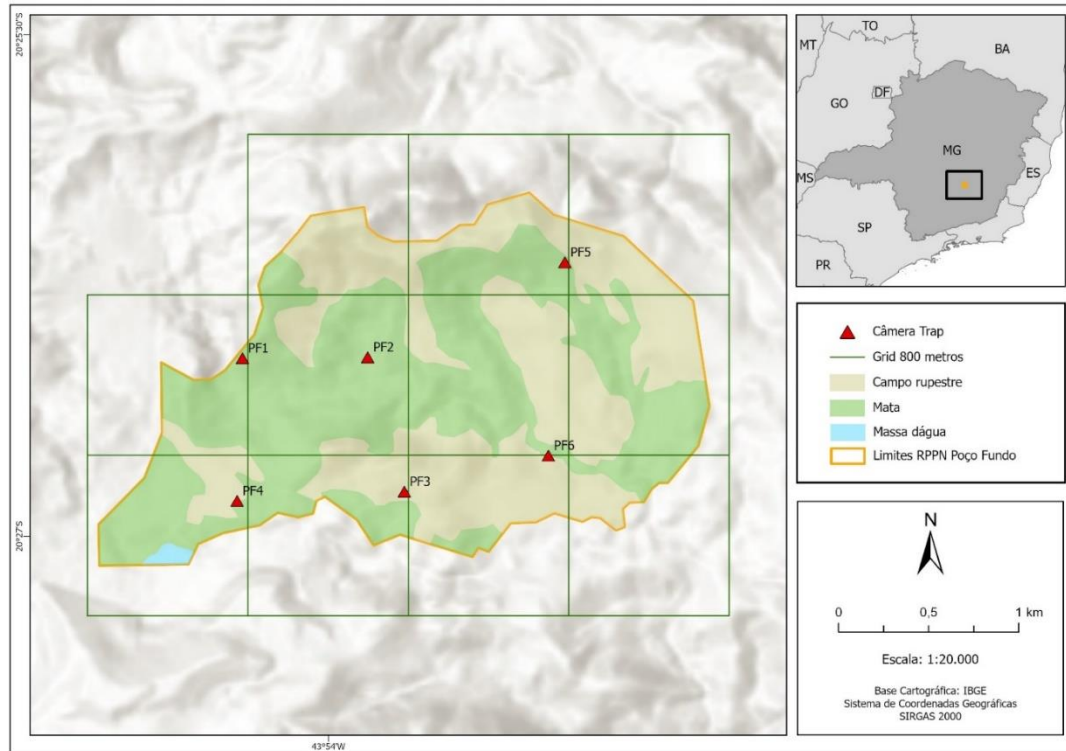 20°25'30"S
20°27'S
43°54'W
PF1
PF2
PF3
PF4
PF5
PF6
TO
MT
BA
DF
GO
MG
ES
MS
SP
PR
Câmera Trap
Grid 800 metros
Campo rupestre
Mata
Massa dágua
Limites RPPN Poço Fundo
N
0 0,5 1 km
Escala: 1:20.000
Base Cartográfica: IBGE
Sistema de Coordenadas Geográficas
SIRGAS 2000